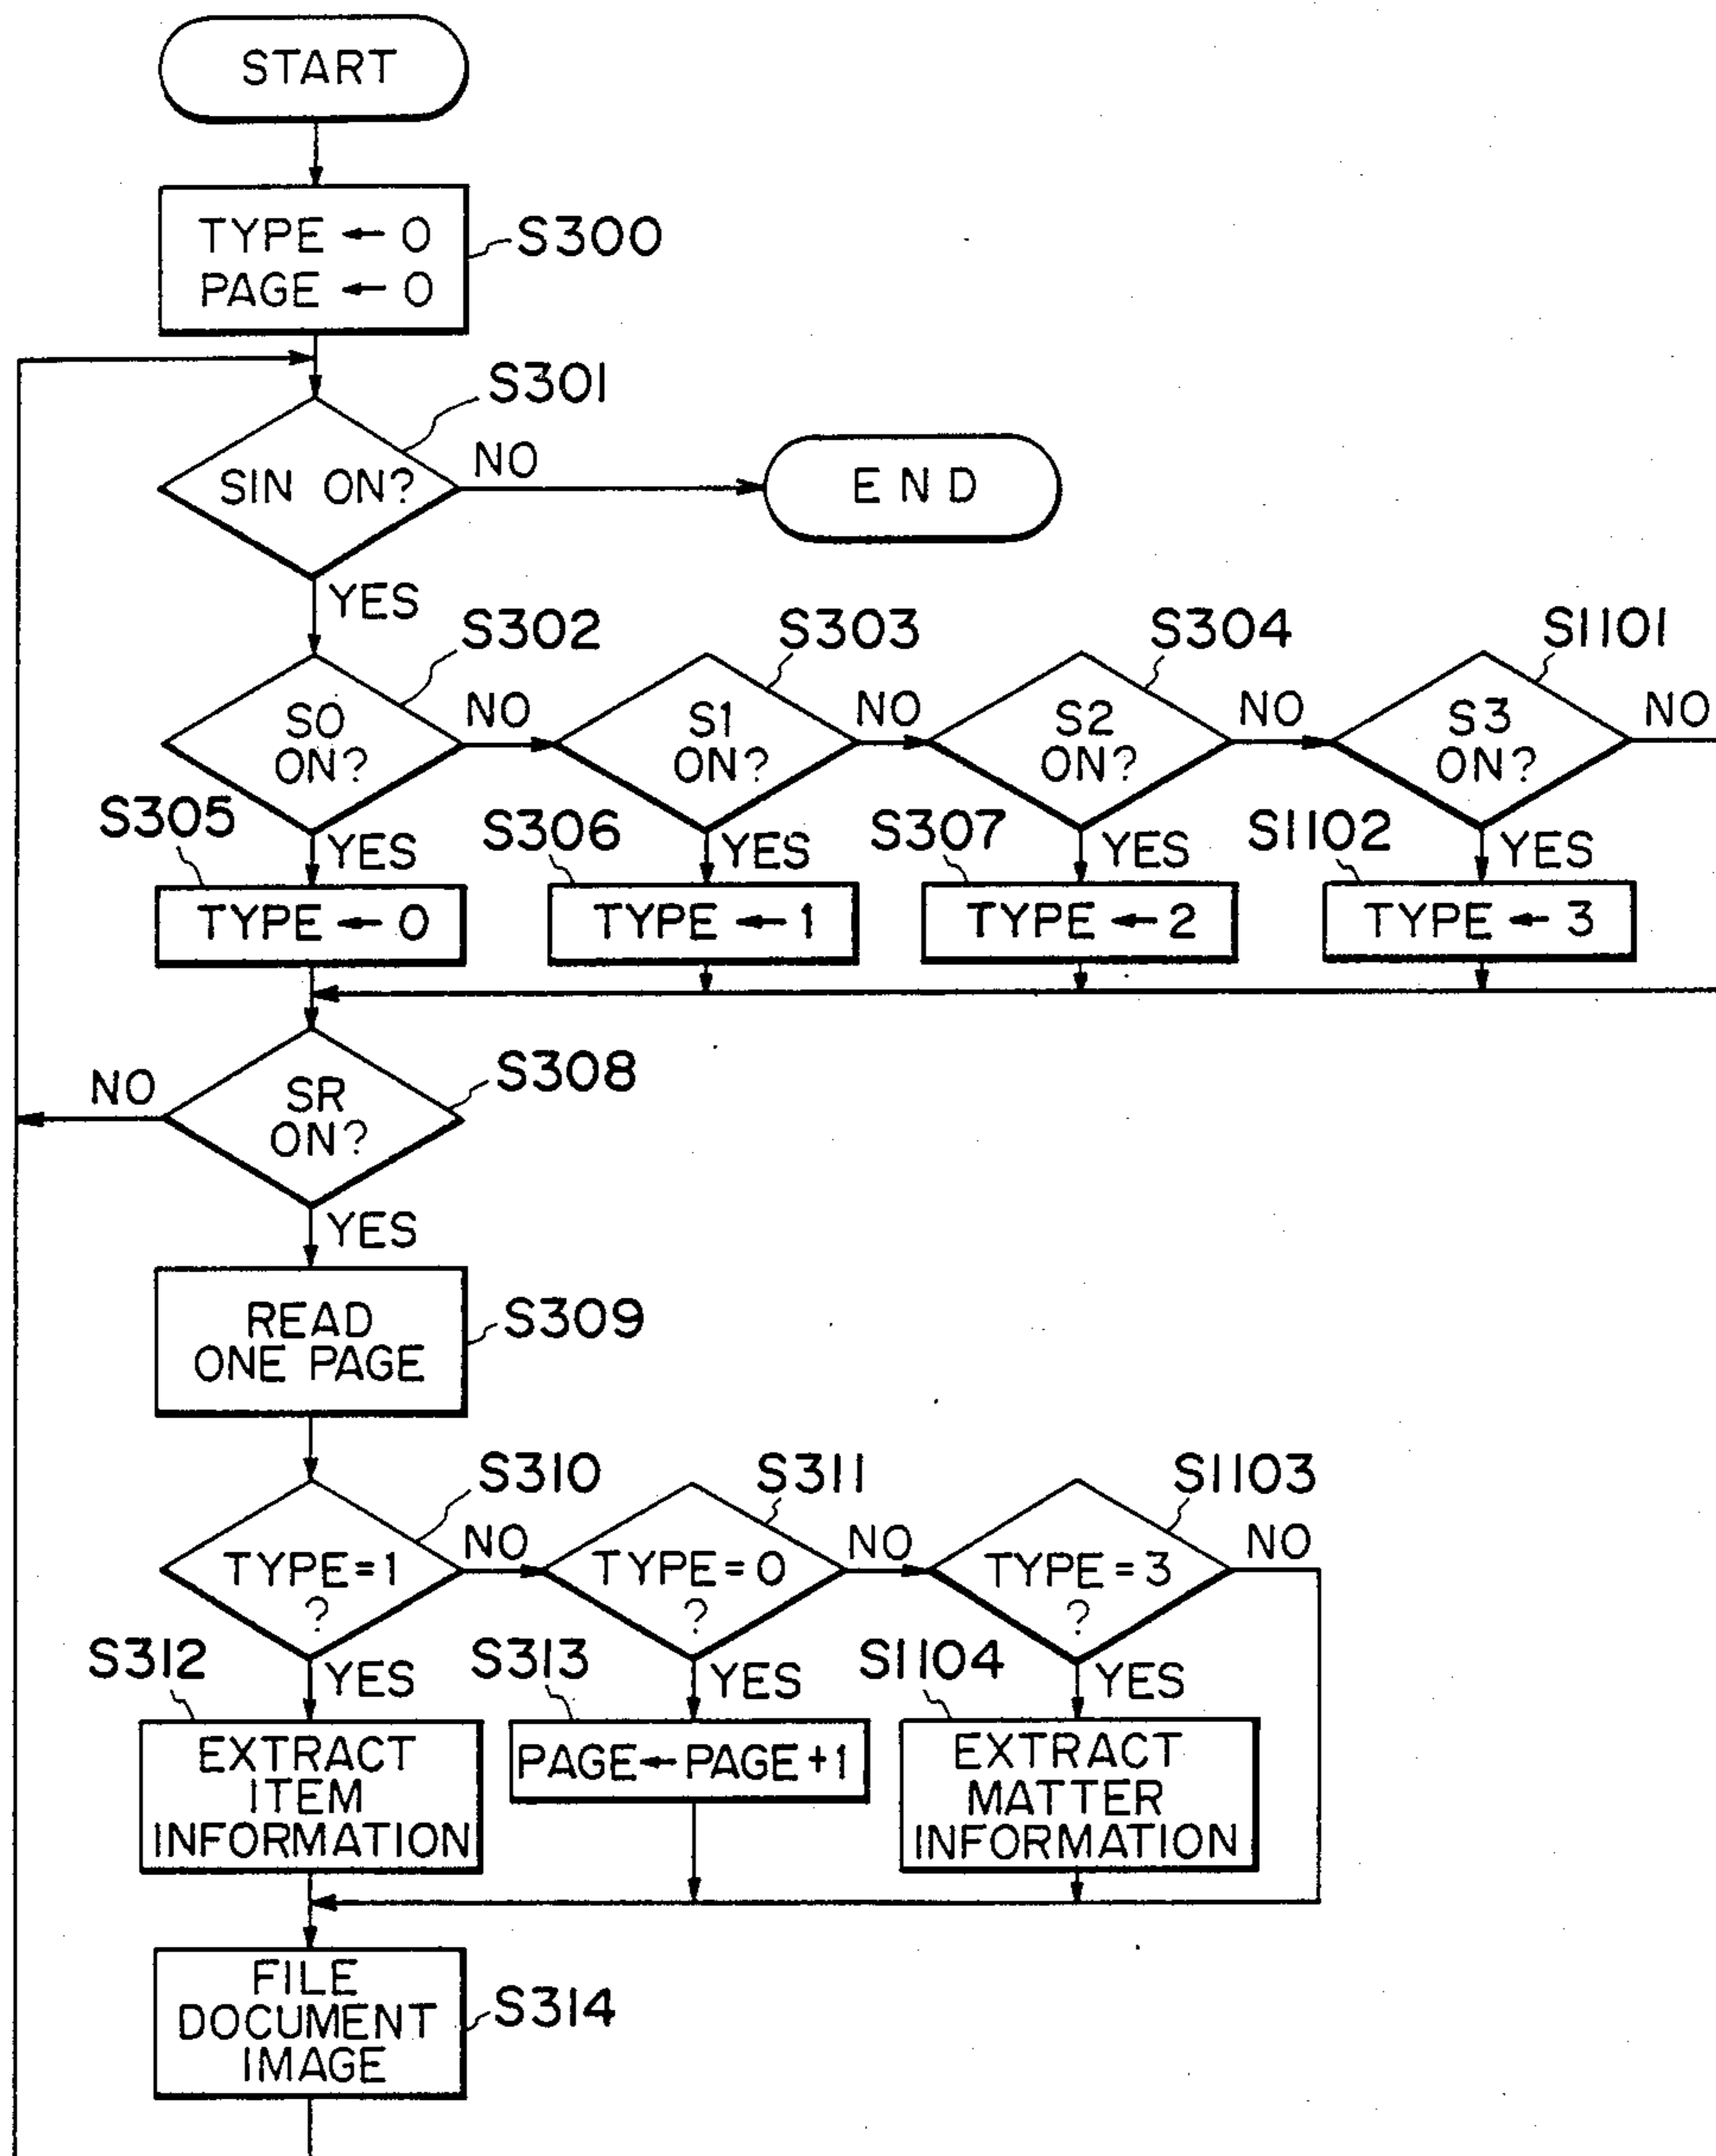 START
TYPE ← 0
PAGE ← 0
S300
S301
SIN ON?
NO
END
YES
S302
S303
S304
S1101
S0
ON?
NO
S1
ON?
NO
S2
ON?
NO
S3
ON?
NO
S305
YES
S306
YES
S307
YES
S1102
YES
TYPE ← 0
TYPE ← 1
TYPE ← 2
TYPE ← 3
NO
SR
ON?
S308
YES
READ
ONE PAGE
S309
S310
S311
S1103
TYPE=1
?
NO
TYPE=0
?
NO
TYPE=3
?
NO
S312
YES
S313
YES
S1104
YES
EXTRACT
ITEM
INFORMATION
PAGE←PAGE+1
EXTRACT
MATTER
INFORMATION
FILE
DOCUMENT
IMAGE
S314